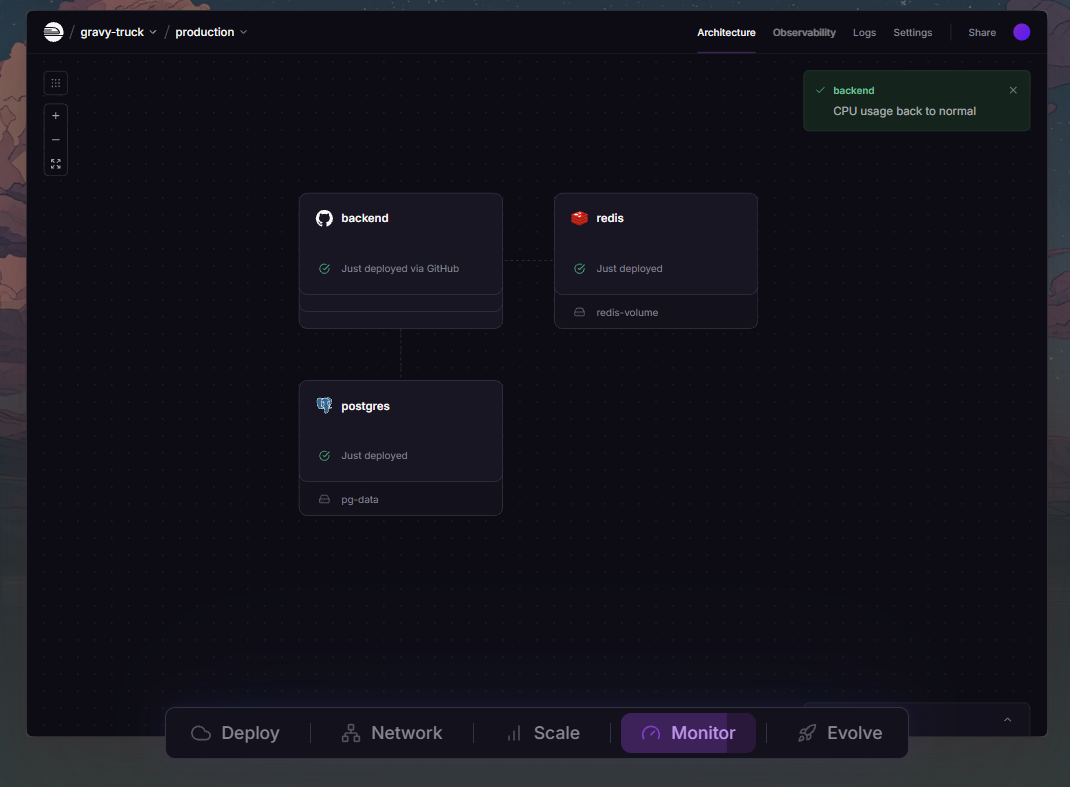 / gravy-truck / production
Architecture Observability Logs Settings Share
backend
CPU usage back to normal
backend
Just deployed via GitHub
redis
Just deployed
redis-volume
postgres
Just deployed
pg-data
Deploy Network Scale Monitor Evolve